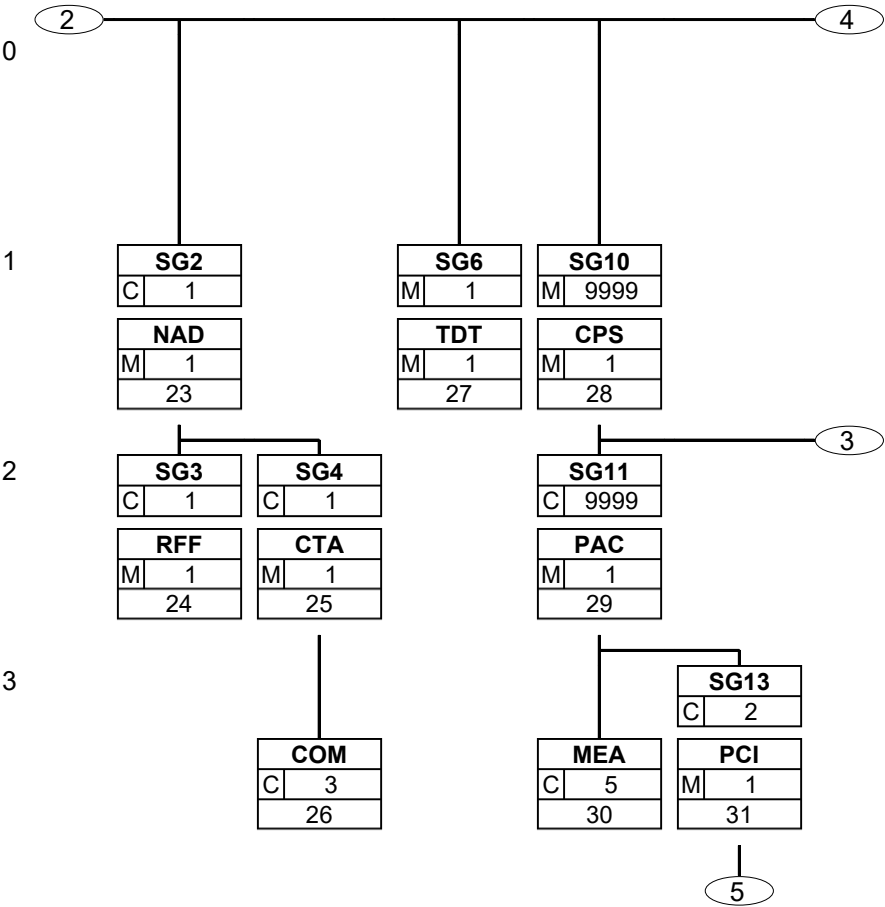 2 4
0
1 SG2 SG6 SG10
C 1 M 1 M 9999
NAD TDT CPS
M 1 M 1 M 1
23 27 28
3
2 SG3 SG4 SG11
C 1 C 1 C 9999
RFF CTA PAC
M 1 M 1 M 1
24 25 29
3 SG13
C 2
COM MEA PCI
C 3 C 5 M 1
26 30 31
5